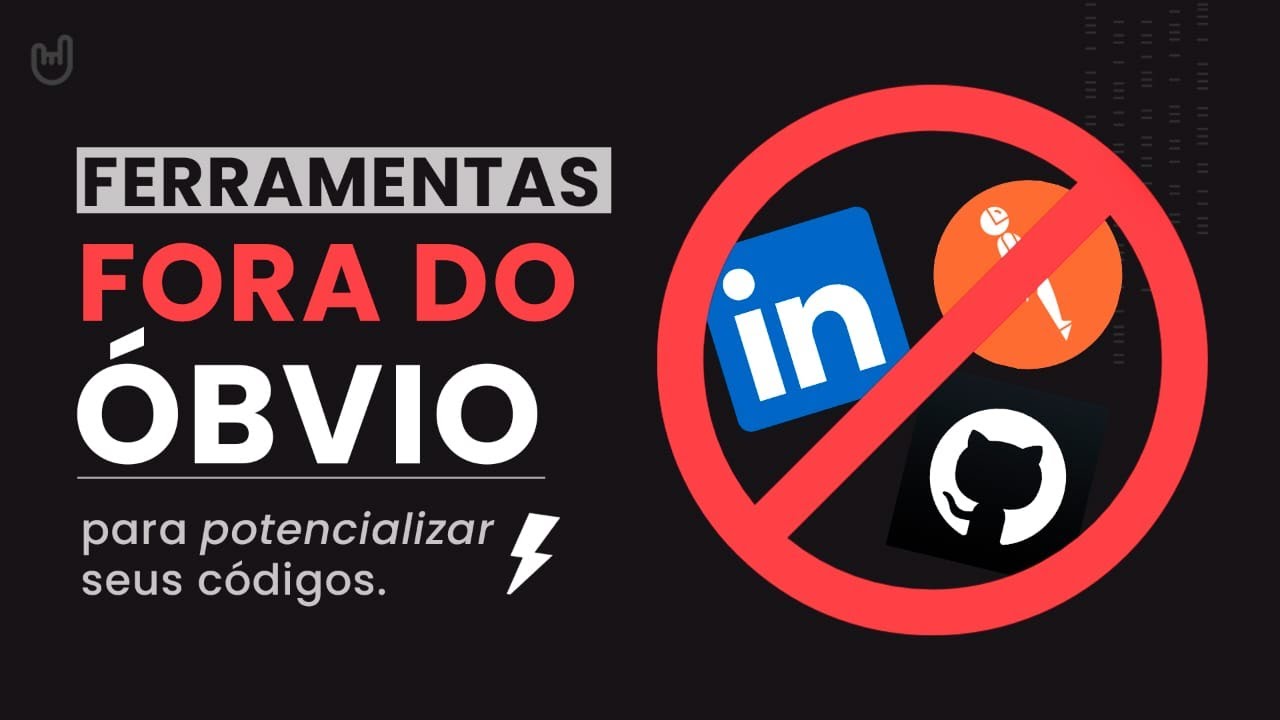 FERRAMENTAS
FORA DO
ÓBVIO
para potencializar
seus códigos.
in